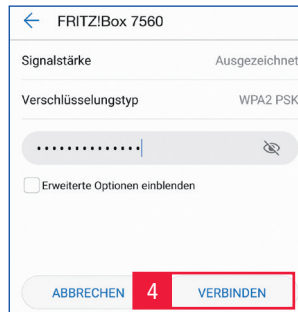 FRITZ!Box 7560
Signalstärke Ausgezeichnet
Verschlüsselungstyp WPA2 PSK
••••••••••••••
Erweiterte Optionen einblenden
ABBRECHEN 4 VERBINDEN